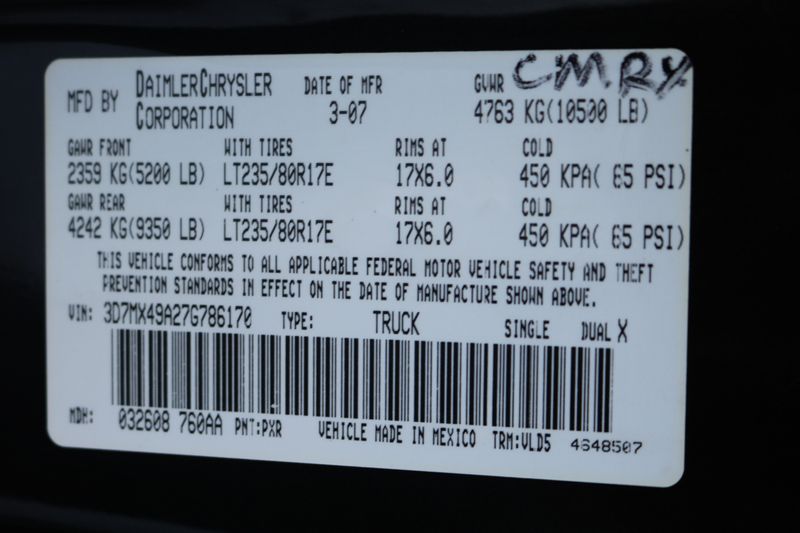 CMRY
MFD BY DAIMLERCHRYSLER CORPORATION DATE OF MFR 3-07 GVWR 4763 KG(10500 LB)
GAWR FRONT WITH TIRES RIMS AT COLD
2359 KG(5200 LB) LT235/80R17E 17X6.0 450 KPA( 65 PSI)
GAWR REAR WITH TIRES RIMS AT COLD
4242 KG(9350 LB) LT235/80R17E 17X6.0 450 KPA( 65 PSI)
THIS VEHICLE CONFORMS TO ALL APPLICABLE FEDERAL MOTOR VEHICLE SAFETY AND THEFT
PREVENTION STANDARDS IN EFFECT ON THE DATE OF MANUFACTURE SHOWN ABOVE.
VIN: 3D7MX49A27G786170 TYPE: TRUCK SINGLE DUAL X
MDH: 032608 760AA PNT:PXR VEHICLE MADE IN MEXICO TRM:VLD5 4648507